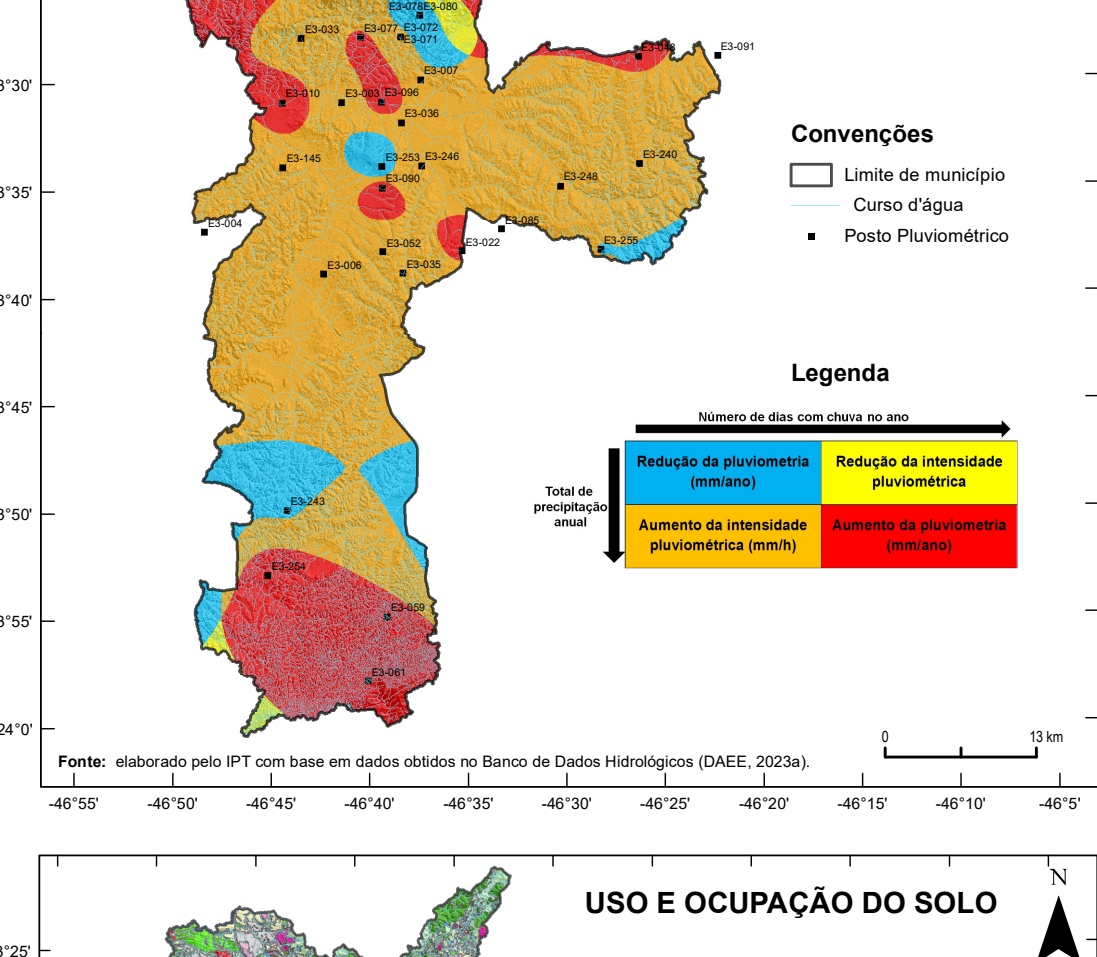 E3-078 E3-080
E3-033
E3-077
E3-072
E3-071
E3-048
E3-091
E3-007
3°30'
E3-010
E3-003
E3-096
E3-036
Convenções
E3-145
E3-253
E3-246
E3-240
Limite de município
E3-090
E3-248
3°35'
Curso d'água
E3-004
E3-085
Posto Pluviométrico
E3-052
E3-022
E3-255
E3-006
E3-035
3°40'
Legenda
3°45'
Número de dias com chuva no ano
Redução da pluviometria
(mm/ano)
Redução da intensidade
pluviométrica
Total de
precipitação
anual
Aumento da intensidade
pluviométrica (mm/h)
Aumento da pluviometria
(mm/ano)
E3-243
3°50'
E3-254
E3-059
3°55'
E3-061
24°0'
0 13 km
Fonte: elaborado pelo IPT com base em dados obtidos no Banco de Dados Hidrológicos (DAEE, 2023a).
-46°55' -46°50' -46°45' -46°40' -46°35' -46°30' -46°25' -46°20' -46°15' -46°10' -46°5'
N
USO E OCUPAÇÃO DO SOLO
3°25'